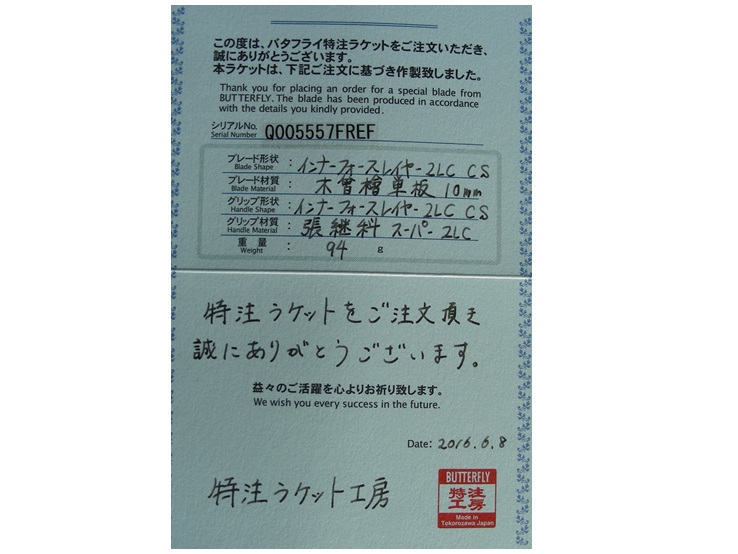 この度は、バタフライ特注ラケットをご注文いただき、
誠にありがとうございます。
本ラケットは、下記ご注文に基づき作製致しました。
Thank you for placing an order for a special blade from
BUTTERFLY. The blade has been produced in accordance
with the details you kindly provided.
シリアルNo.
Serial Number
Q005557FREF
ブレード形状
Blade Shape
: インナーフォースレイヤー2LC CS
ブレード材質
Blade Material
: 木曽檜単板 10mm
グリップ形状
Handle Shape
: インナーフォースレイヤー2LC CS
グリップ材質
Handle Material
: 張継科 スーパー2LC
重量
Weight
: 94 g
特注ラケットをご注文頂き
誠にありがとうございます。
益々のご活躍を心よりお祈り致します。
We wish you every success in the future.
Date: 2016.6.8
特注ラケット工房
BUTTERFLY
特注
工房
Made in
Tokorozawa Japan